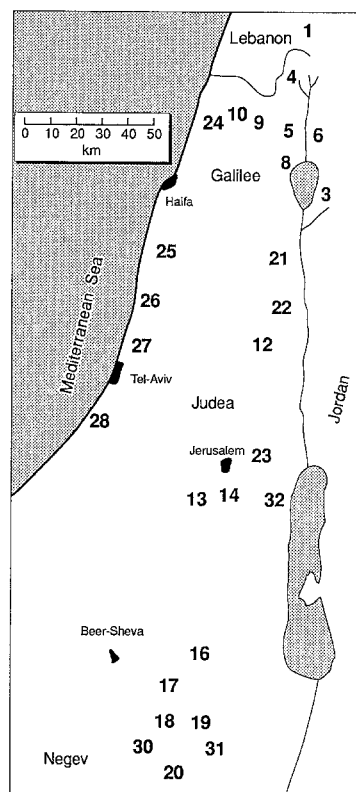 1
Lebanon
4
0 10 20 30 40 50
km
24 10 9 5 6
8
Galilee
3
Haifa
25 21
26 22
Mediterranean Sea
27 12
Tel-Aviv
Judea
Jordan
28
Jerusalem 23
13 14 32
Beer-Sheva
16
17
18 19
30 31
Negev 20